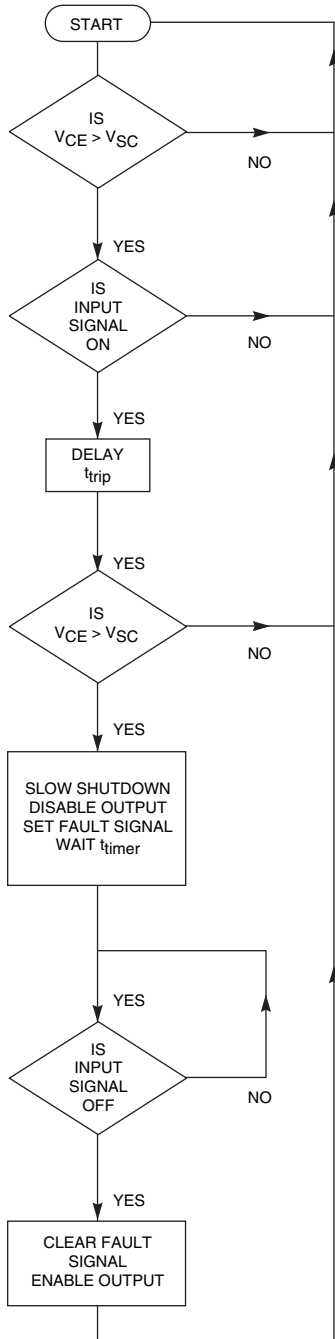 START
IS
VCE > VSC
NO
YES
IS
INPUT
SIGNAL
ON
NO
YES
DELAY
ttrip
YES
IS
VCE > VSC
NO
YES
SLOW SHUTDOWN
DISABLE OUTPUT
SET FAULT SIGNAL
WAIT ttimer
YES
IS
INPUT
SIGNAL
OFF
NO
YES
CLEAR FAULT
SIGNAL
ENABLE OUTPUT